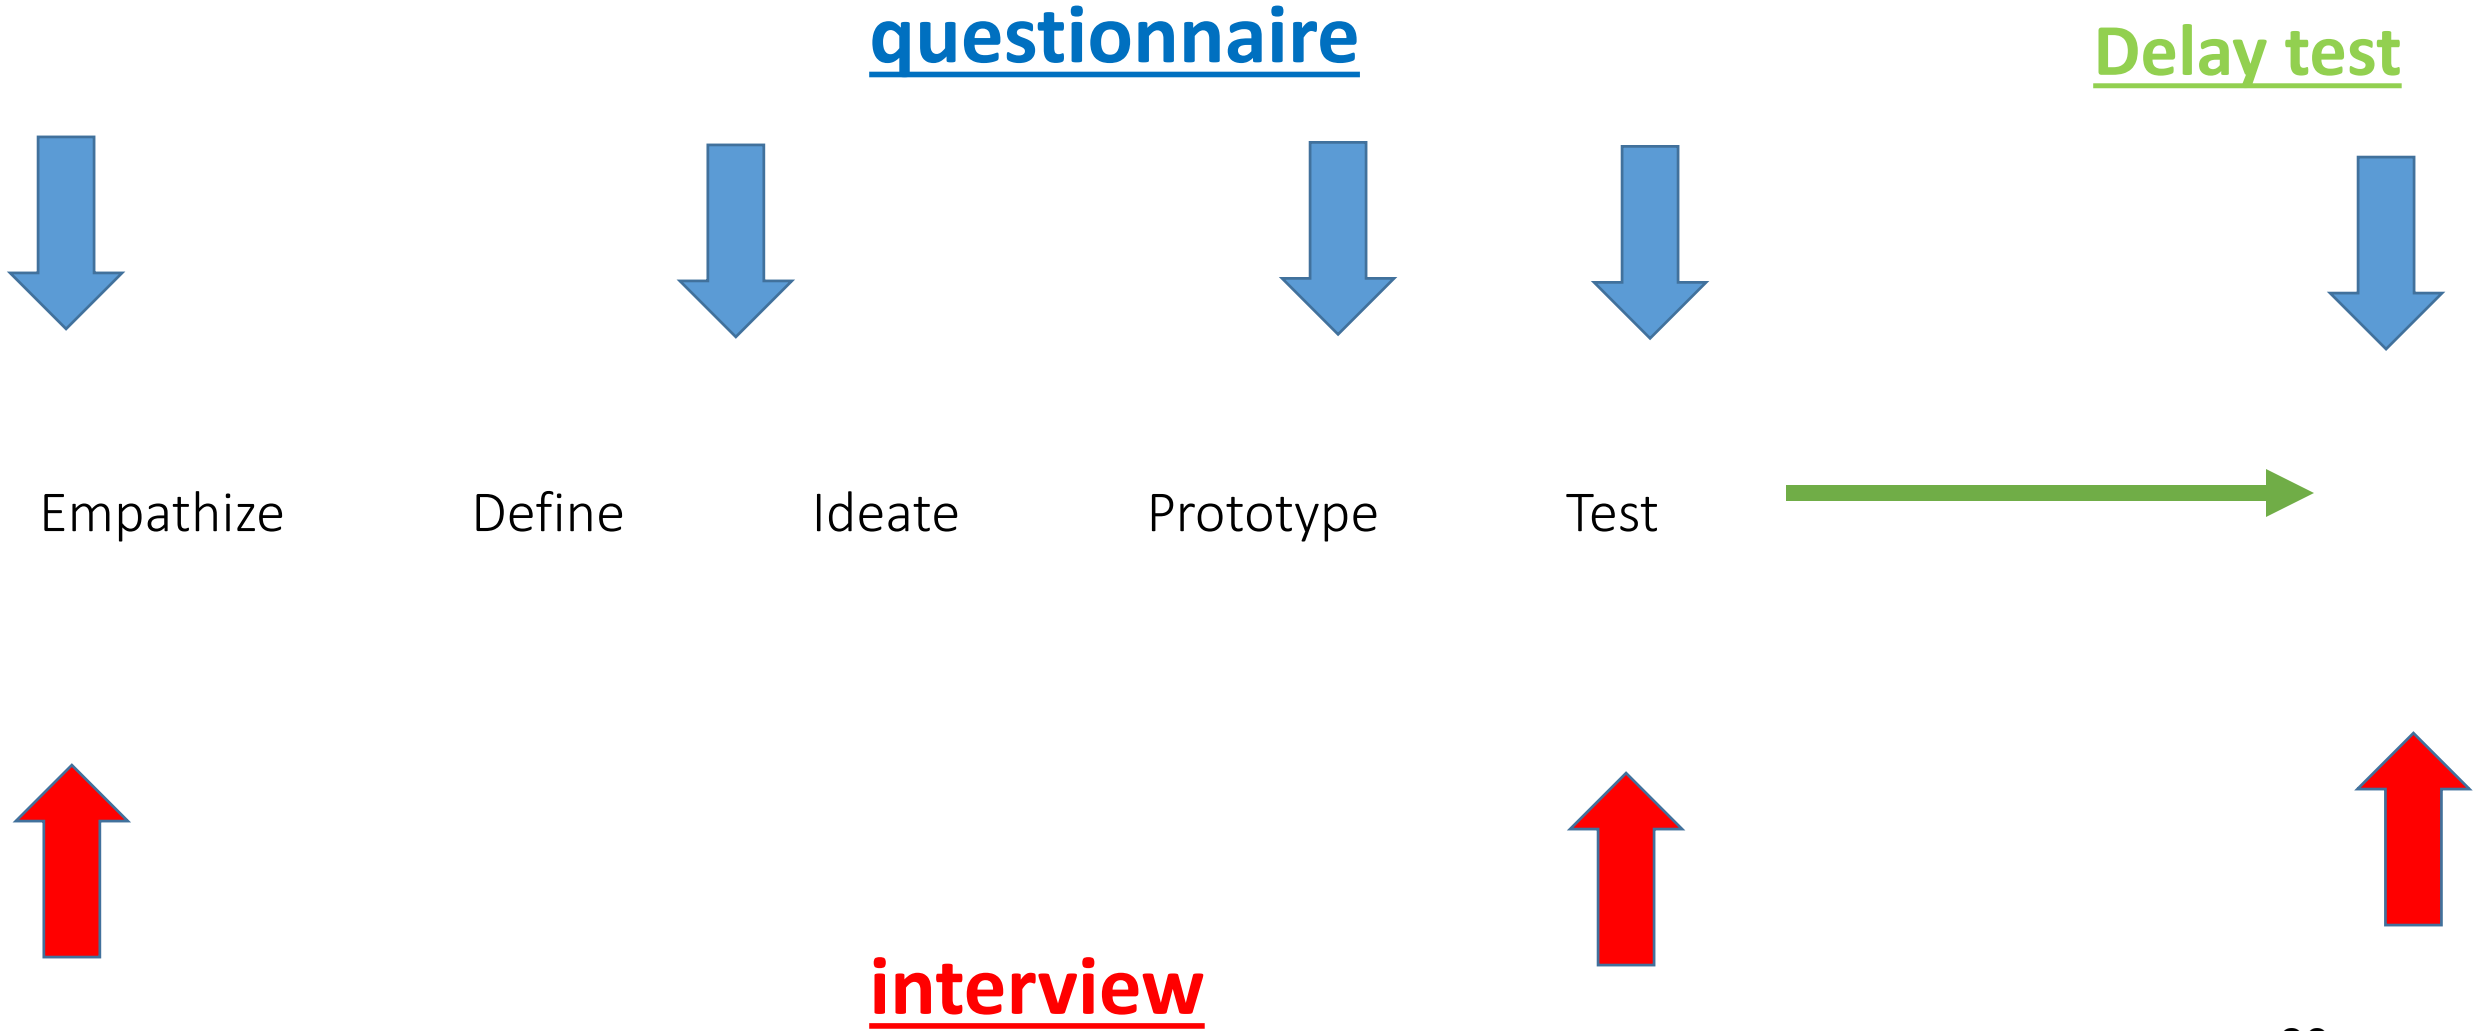 questionnaire
Delay test
Empathize Define Ideate Prototype Test
interview